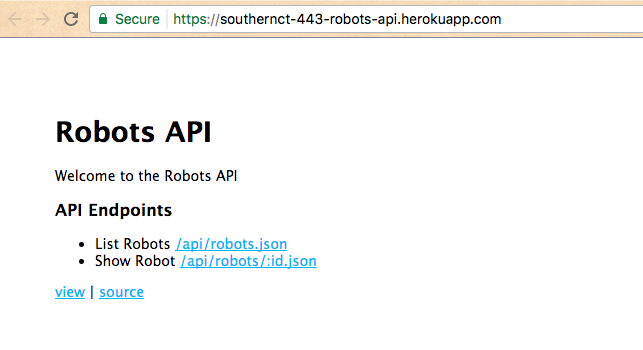 Secure https://southernct-443-robots-api.herokuapp.com
Robots API
Welcome to the Robots API
API Endpoints
• List Robots /api/robots.json
• Show Robot /api/robots/:id.json
view | source